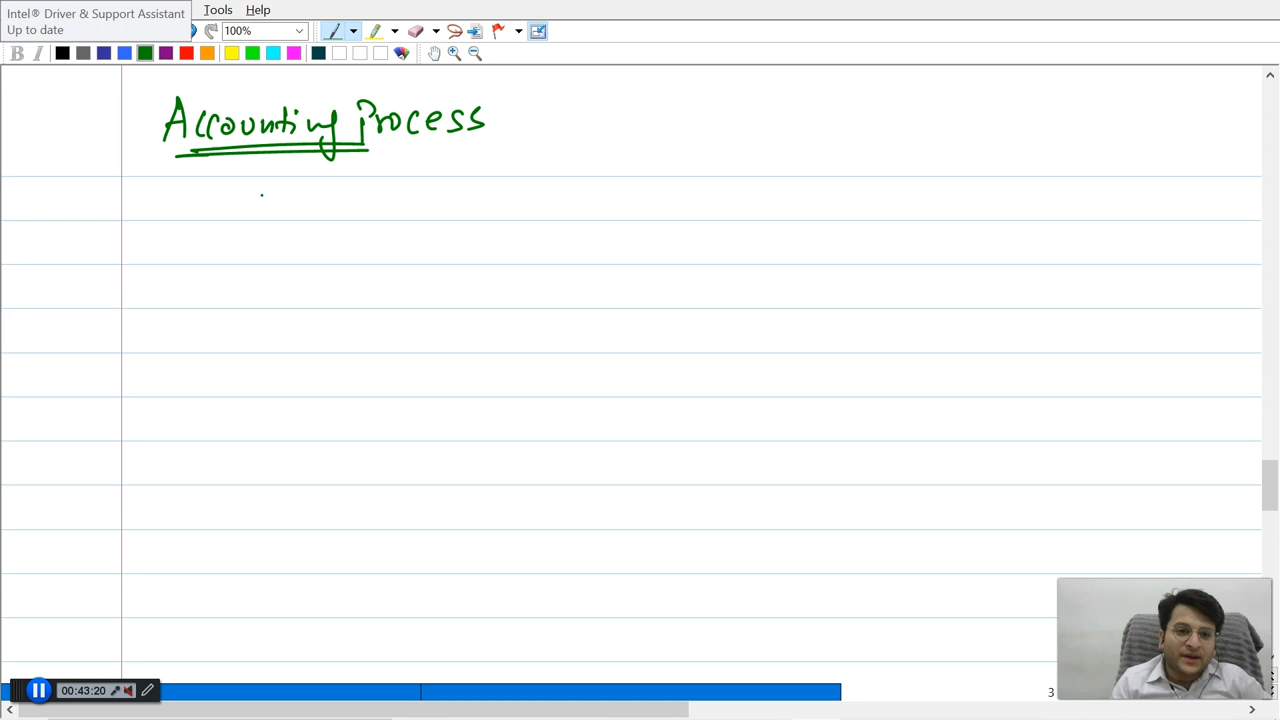 Intel® Driver & Support Assistant
Up to date
Tools Help
100%
B I
Accounting Process
3
00:43:20